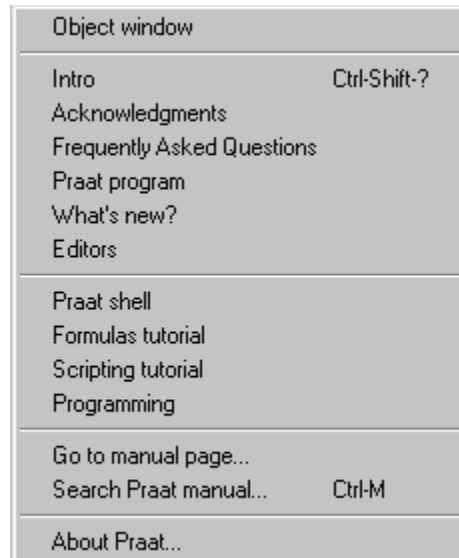 Object window
Intro Ctrl-Shift-?
Acknowledgments
Frequently Asked Questions
Praat program
What's new?
Editors
Praat shell
Formulas tutorial
Scripting tutorial
Programming
Go to manual page...
Search Praat manual... Ctrl-M
About Praat...